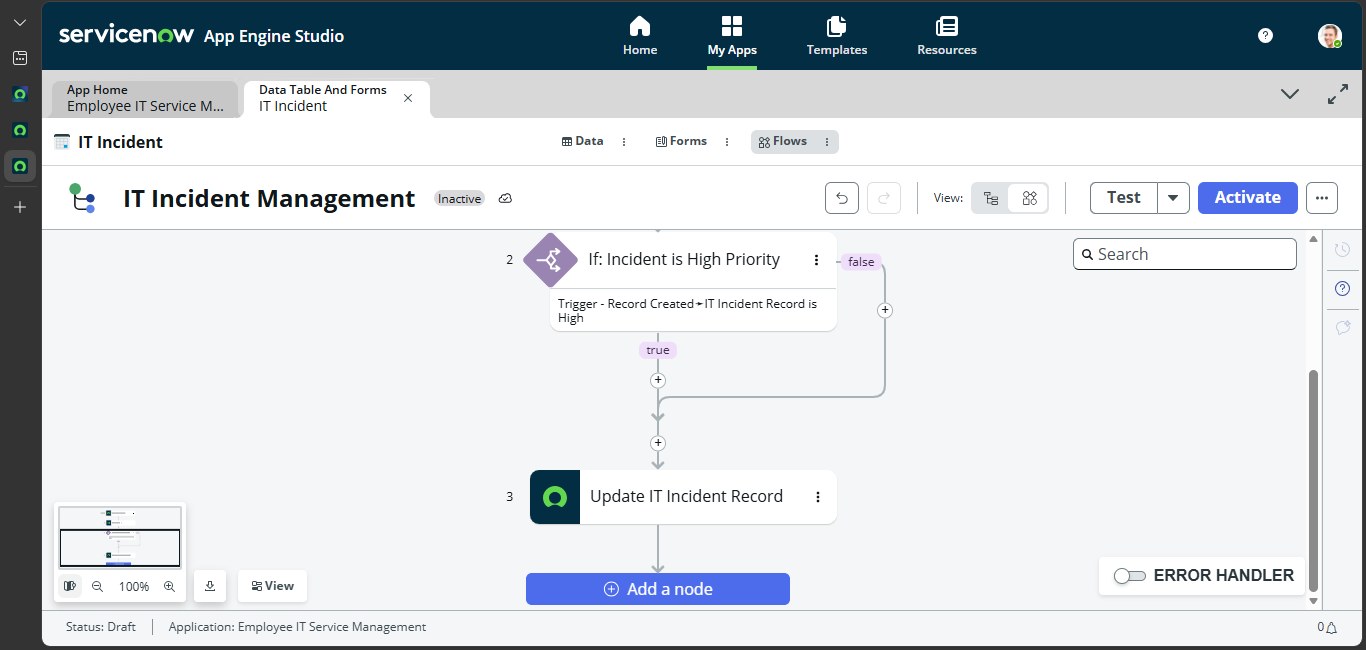 servicenow App Engine Studio
Home
My Apps
Templates
Resources
App Home
Employee IT Service M...
Data Table And Forms
IT Incident
IT Incident
Data
Forms
Flows
IT Incident Management
Inactive
View:
Test
Activate
2
If: Incident is High Priority
false
Search
Trigger - Record Created➛IT Incident Record is
High
true
3
Update IT Incident Record
100%
View
Add a node
ERROR HANDLER
Status: Draft
Application: Employee IT Service Management
0